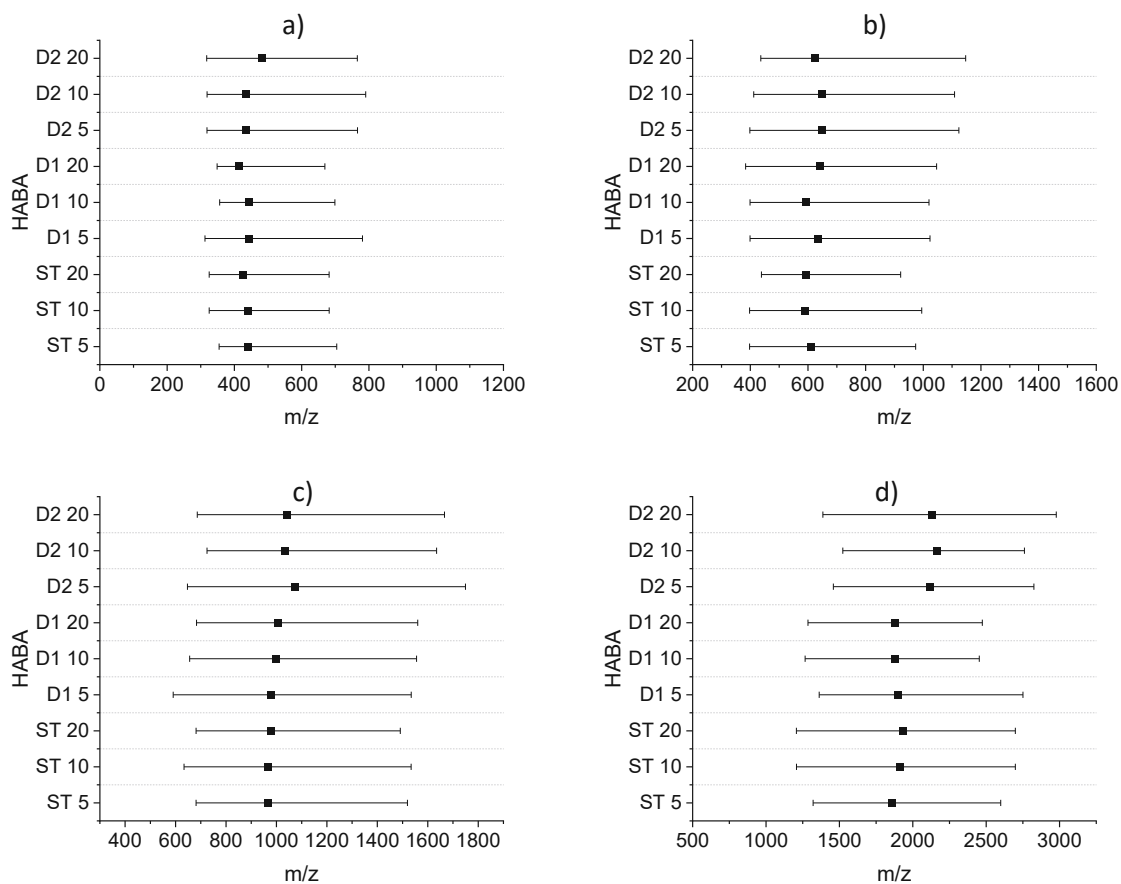 a)
D2 20
D2 10
D2 5
D1 20
D1 10
D1 5
ST 20
ST 10
ST 5
HABA
0 200 400 600 800 1000 1200
m/z
b)
D2 20
D2 10
D2 5
D1 20
D1 10
D1 5
ST 20
ST 10
ST 5
HABA
200 400 600 800 1000 1200 1400 1600
m/z
c)
D2 20
D2 10
D2 5
D1 20
D1 10
D1 5
ST 20
ST 10
ST 5
HABA
400 600 800 1000 1200 1400 1600 1800
m/z
d)
D2 20
D2 10
D2 5
D1 20
D1 10
D1 5
ST 20
ST 10
ST 5
HABA
500 1000 1500 2000 2500 3000
m/z